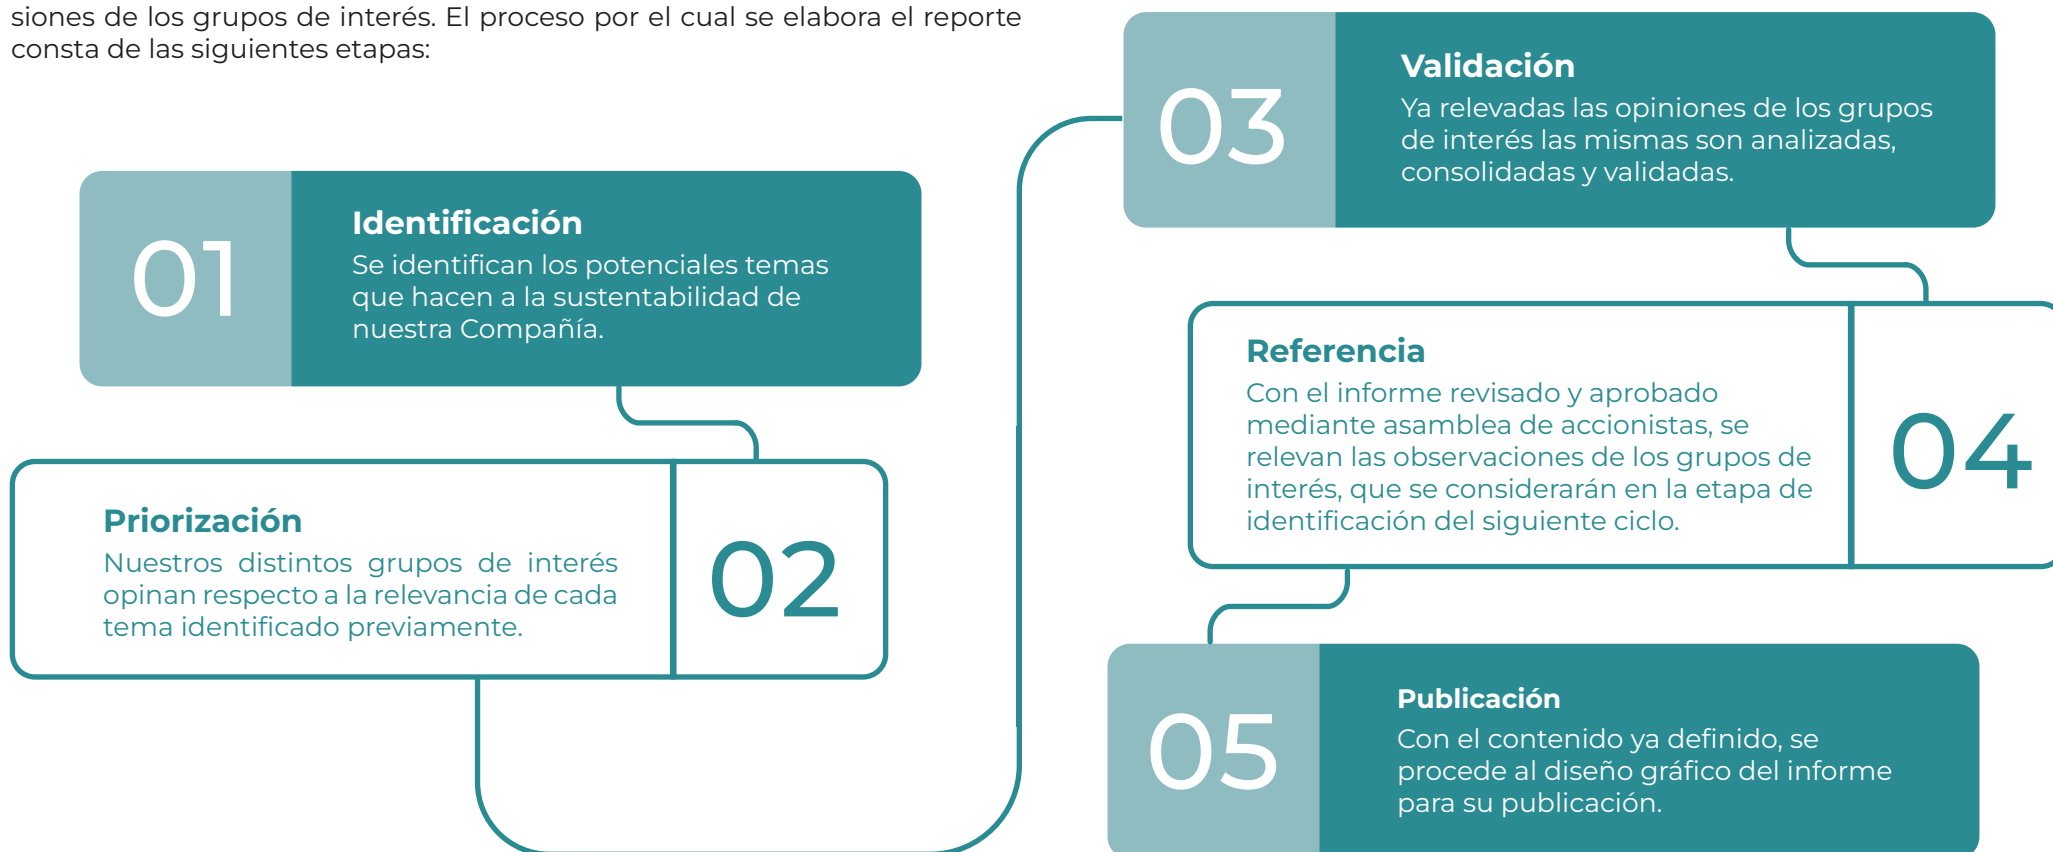 siones de los grupos de interés. El proceso por el cual se elabora el reporte
consta de las siguientes etapas:
01
Identificación
Se identifican los potenciales temas
que hacen a la sustentabilidad de
nuestra Compañía.
Priorización
Nuestros distintos grupos de interés
opinan respecto a la relevancia de cada
tema identificado previamente.
02
03
Validación
Ya relevadas las opiniones de los grupos
de interés las mismas son analizadas,
consolidadas y validadas.
Referencia
Con el informe revisado y aprobado
mediante asamblea de accionistas, se
relevan las observaciones de los grupos de
interés, que se considerarán en la etapa de
identificación del siguiente ciclo.
04
05
Publicación
Con el contenido ya definido, se
procede al diseño gráfico del informe
para su publicación.